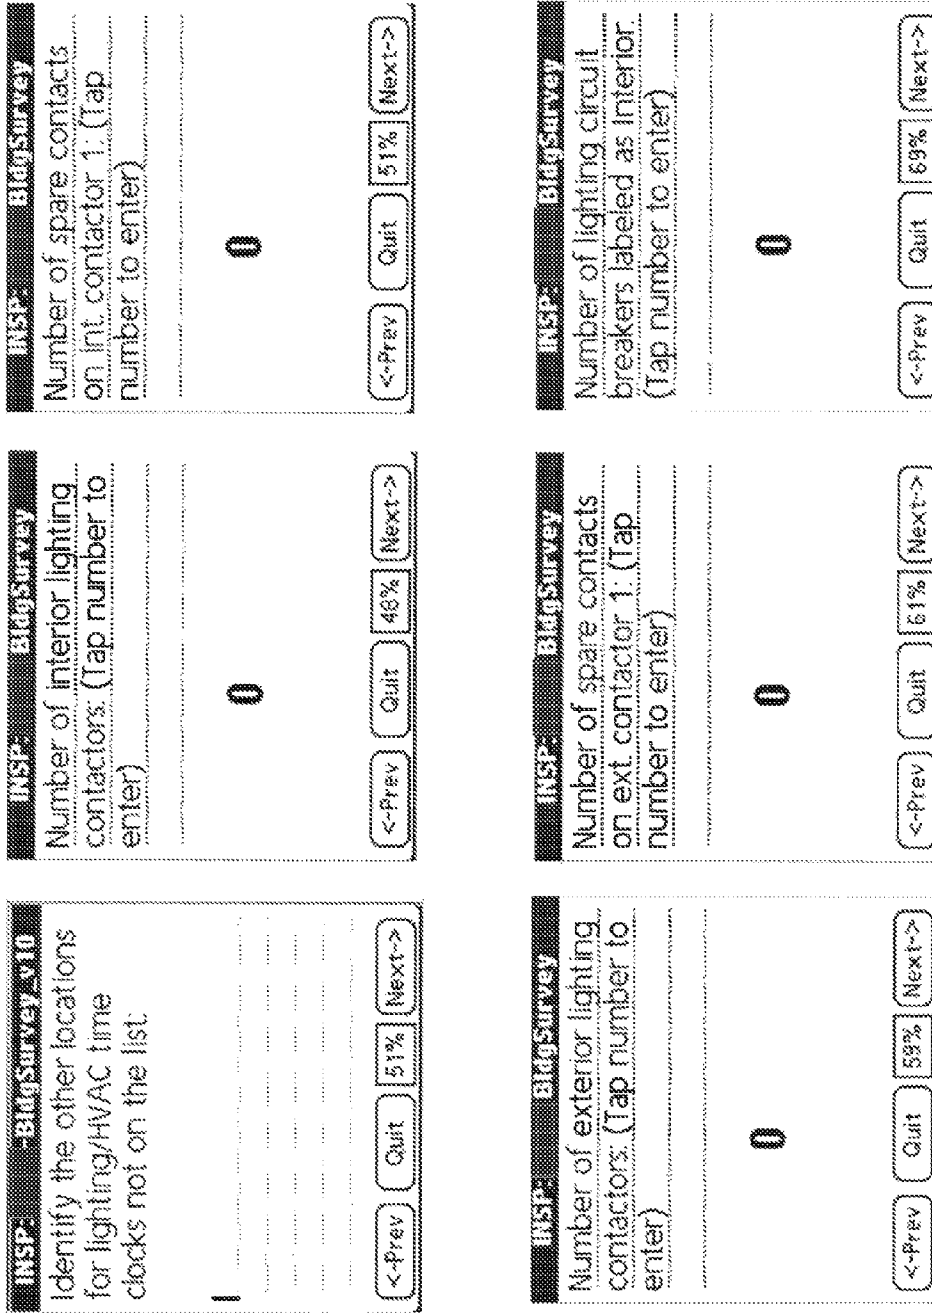 INSP: -BldgSurvey_v10
Identify the other locations
for lighting/HVAC time
clocks not on the list:
<-Prev Quit 51% Next->
INSP: BldgSurvey
Number of interior lighting
contactors: (Tap number to
enter)
0
<-Prev Quit 48% Next->
INSP: BldgSurvey
Number of spare contacts
on Int. contactor 1: (Tap
number to enter)
0
<-Prev Quit 51% Next->
INSP: BldgSurvey
Number of exterior lighting
contactors: (Tap number to
enter)
0
<-Prev Quit 59% Next->
INSP: BldgSurvey
Number of spare contacts
on ext. contactor 1: (Tap
number to enter)
0
<-Prev Quit 61% Next->
INSP: BldgSurvey
Number of lighting circuit
breakers labeled as Interior.
(Tap number to enter)
0
<-Prev Quit 69% Next->